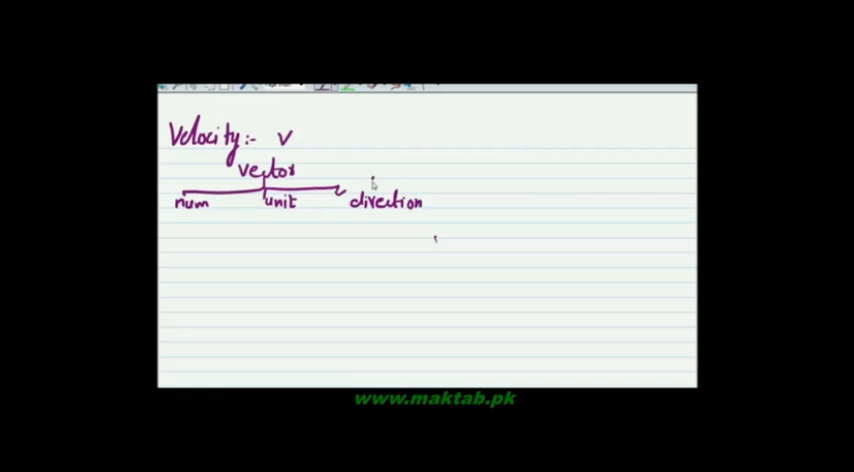 Velocity:- v
vector
num unit direction
www.maktab.pk